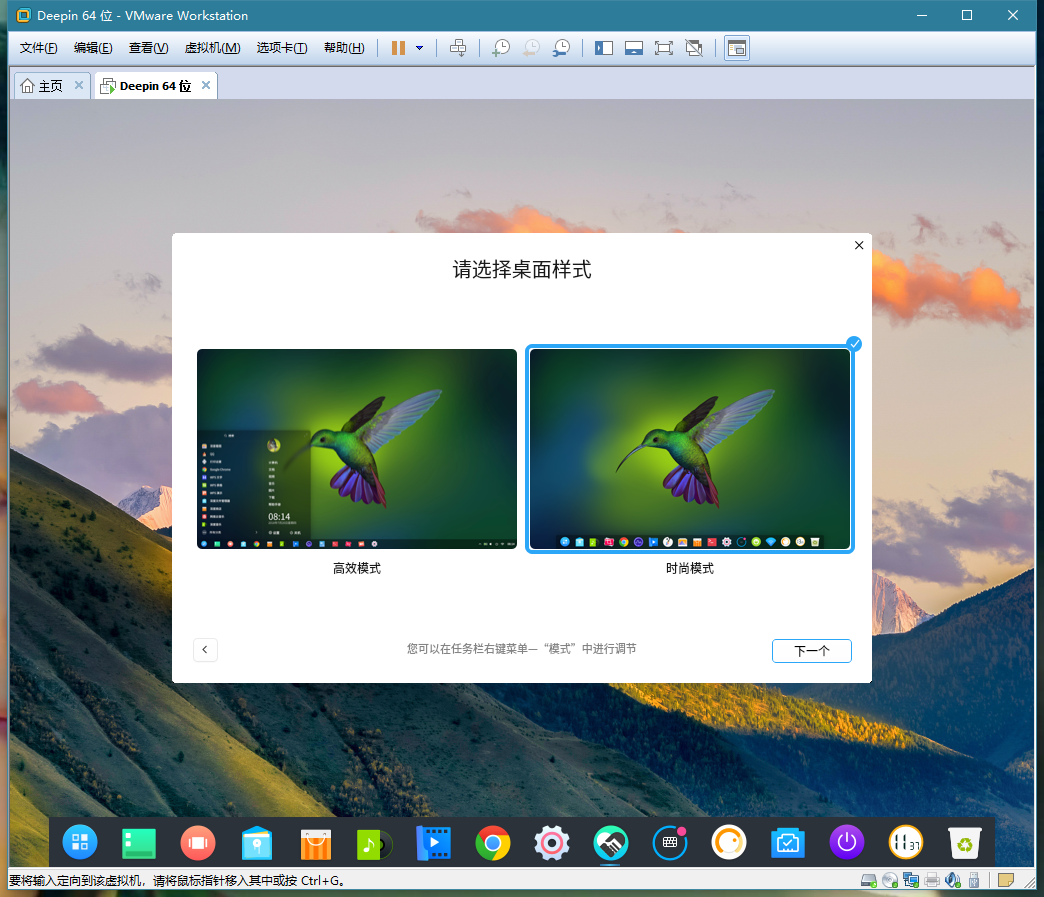 Deepin 64 位 - VMware Workstation
文件(F) 编辑(E) 查看(V) 虚拟机(M) 选项卡(T) 帮助(H)
主页 Deepin 64 位
请选择桌面样式
08:14
高效模式 时尚模式
您可以在任务栏右键菜单—“模式”中进行调节
下一个
11 37
要将输入定向到该虚拟机，请将鼠标指针移入其中或按 Ctrl+G。